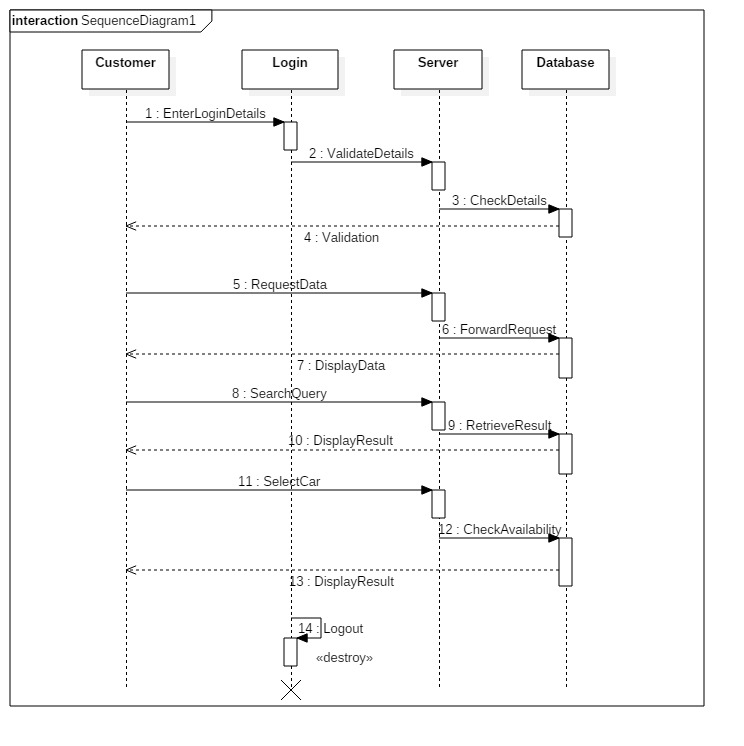 interaction SequenceDiagram1
Customer
Login
Server
Database
1 : EnterLoginDetails
2 : ValidateDetails
3 : CheckDetails
4 : Validation
5 : RequestData
6 : ForwardRequest
7 : DisplayData
8 : SearchQuery
9 : RetrieveResult
10 : DisplayResult
11 : SelectCar
12 : CheckAvailability
13 : DisplayResult
14 : Logout
«destroy»